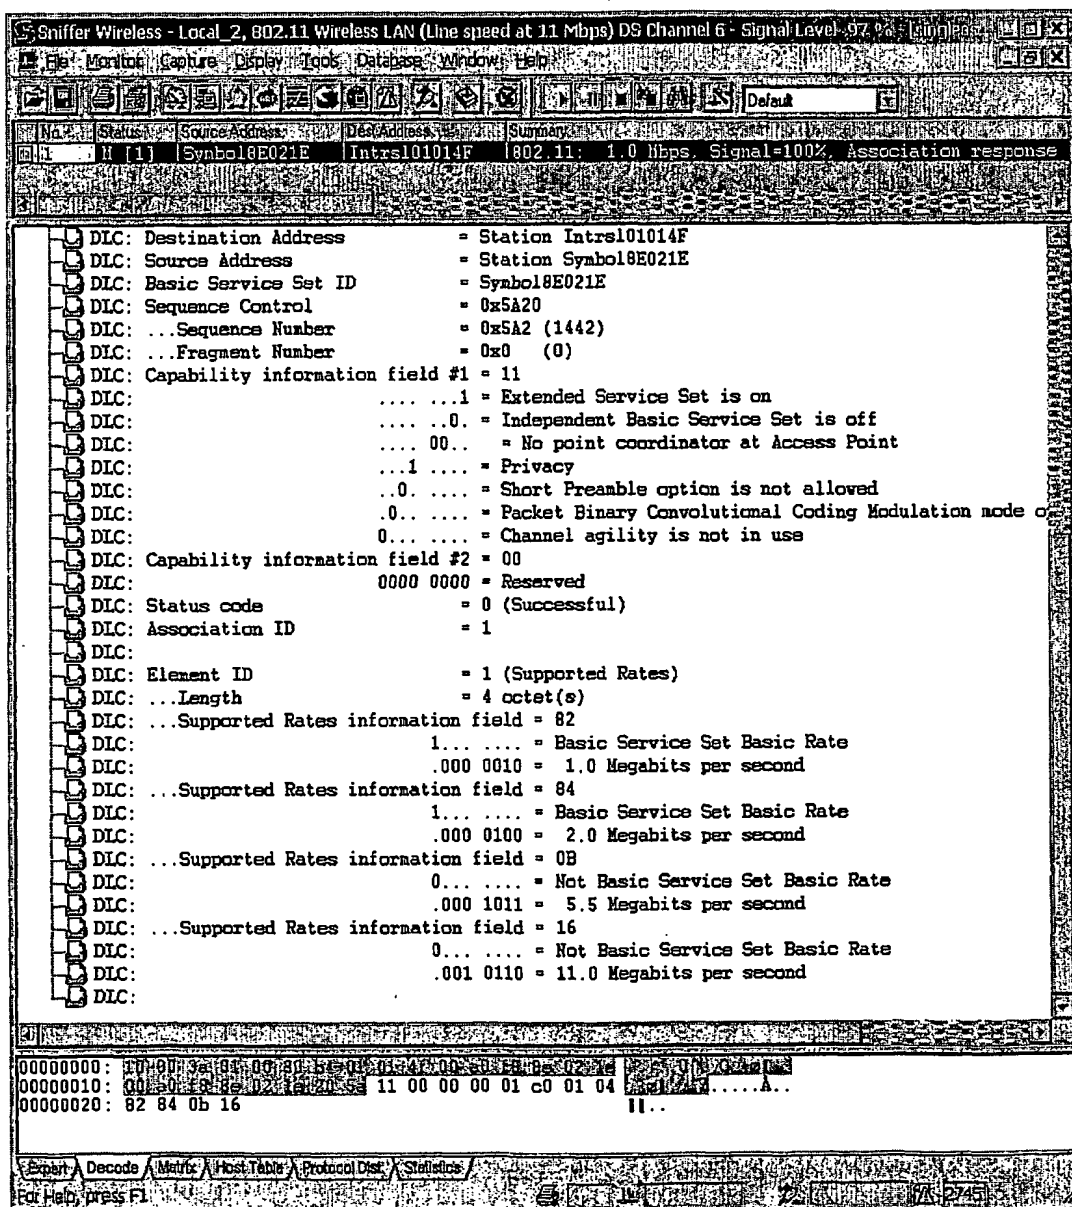 Sniffer Wireless - Local_2, 802.11 Wireless LAN (Line speed at 11 Mbps) DS Channel 6 - Signal Level 97 %
File Monitor Capture Display Tools Database Window Help
Default
No. Status Source Address Dest Address Summary
1 M [1] Symbol8E021E Intrsl01014F 802.11: 1.0 Mbps, Signal=100%, Association response
DLC: Destination Address = Station Intrsl01014F
DLC: Source Address = Station Symbol8E021E
DLC: Basic Service Set ID = Symbol8E021E
DLC: Sequence Control = 0x5A20
DLC: ...Sequence Number = 0x5A2 (1442)
DLC: ...Fragment Number = 0x0 (0)
DLC: Capability information field #1 = 11
DLC: .... ...1 = Extended Service Set is on
DLC: .... ..0. = Independent Basic Service Set is off
DLC: .... 00.. = No point coordinator at Access Point
DLC: ...1 .... = Privacy
DLC: ..0. .... = Short Preamble option is not allowed
DLC: .0.. .... = Packet Binary Convolutional Coding Modulation mode o
DLC: 0... .... = Channel agility is not in use
DLC: Capability information field #2 = 00
DLC: 0000 0000 = Reserved
DLC: Status code = 0 (Successful)
DLC: Association ID = 1
DLC:
DLC: Element ID = 1 (Supported Rates)
DLC: ...Length = 4 octet(s)
DLC: ...Supported Rates information field = 82
DLC: 1... .... = Basic Service Set Basic Rate
DLC: .000 0010 = 1.0 Megabits per second
DLC: ...Supported Rates information field = 84
DLC: 1... .... = Basic Service Set Basic Rate
DLC: .000 0100 = 2.0 Megabits per second
DLC: ...Supported Rates information field = 0B
DLC: 0... .... = Not Basic Service Set Basic Rate
DLC: .000 1011 = 5.5 Megabits per second
DLC: ...Supported Rates information field = 16
DLC: 0... .... = Not Basic Service Set Basic Rate
DLC: .001 0110 = 11.0 Megabits per second
DLC:
00000000:
00000010: 11 00 00 00 01 c0 01 04 .....À..
00000020: 82 84 0b 16
Expert Decode Matrix Host Table Protocol Dist. Statistics
For Help, press F1 2745